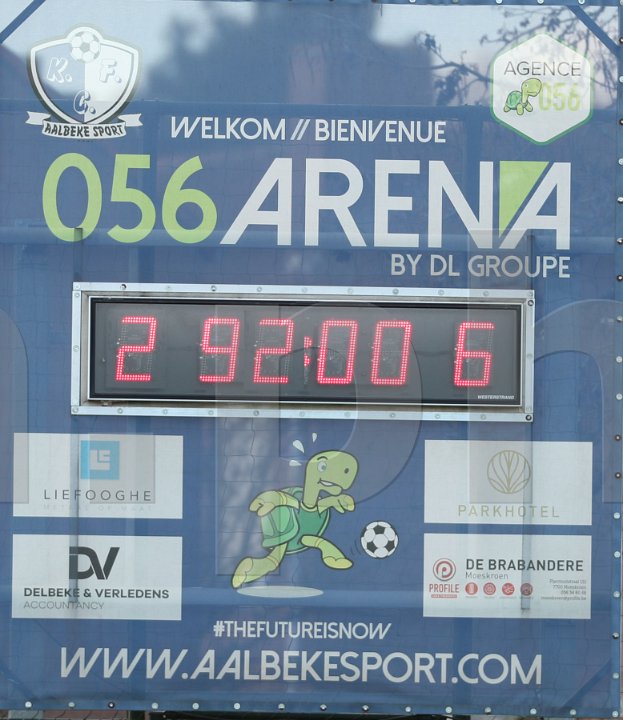 K. F. C.
AALBEKE SPORT
AGENCE
056
WELKOM // BIENVENUE
056 ARENA
BY DL GROUPE
2 92:00 6
WESTERSTRAND
LIEFOOGHE
PARKHOTEL
DV
DELBEKE & VERLEDENS
ACCOUNTANCY
PROFILE
DE BRABANDERE
Moeskroen
#THEFUTUREISNOW
WWW.AALBEKESPORT.COM